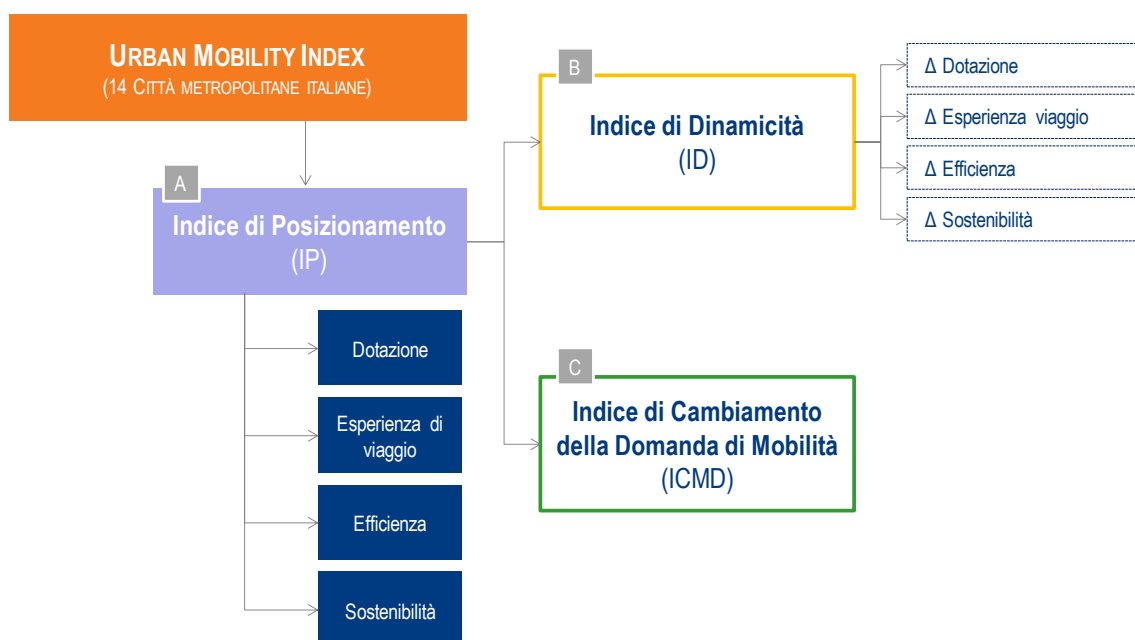 URBAN MOBILITY INDEX
(14 CITTÀ METROPOLITANE ITALIANE)
A
Indice di Posizionamento
(IP)
Dotazione
Esperienza di
viaggio
Efficienza
Sostenibilità
B
Indice di Dinamicità
(ID)
Δ Dotazione
Δ Esperienza viaggio
Δ Efficienza
Δ Sostenibilità
C
Indice di Cambiamento
della Domanda di Mobilità
(ICMD)